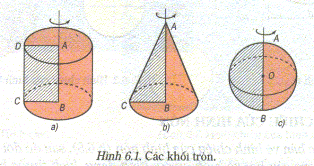 D A
C B
a)
A
C B
b)
A
O
B
c)
Hình 6.1. Các khối tròn.